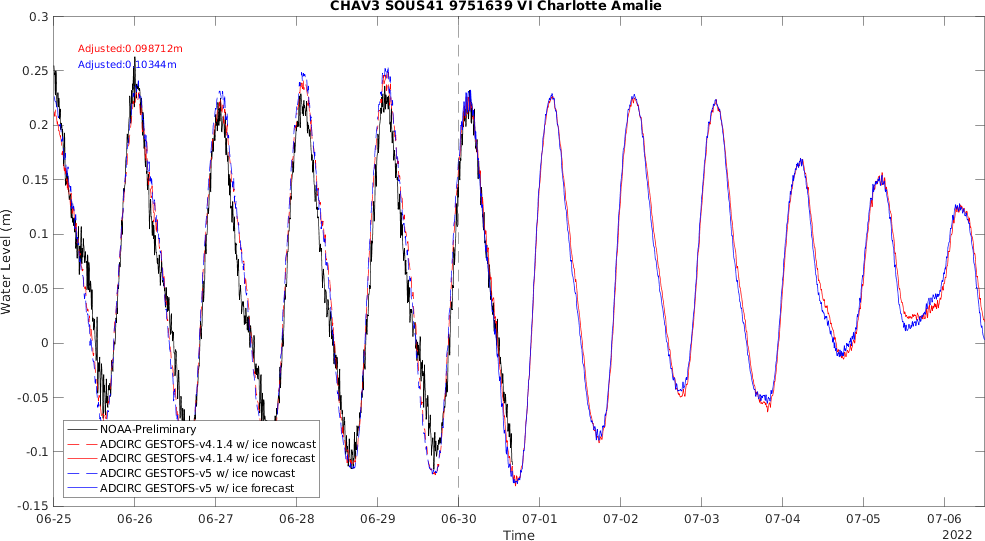 CHAV3 SOUS41 9751639 VI Charlotte Amalie
0.3
Adjusted:0.098712m
Adjusted:0.10344m
0.25
0.2
0.15
0.1
0.05
0
-0.05
-0.1
-0.15
Water Level (m)
NOAA-Preliminary
ADCIRC GESTOFS-v4.1.4 w/ ice nowcast
ADCIRC GESTOFS-v4.1.4 w/ ice forecast
ADCIRC GESTOFS-v5 w/ ice nowcast
ADCIRC GESTOFS-v5 w/ ice forecast
06-25 06-26 06-27 06-28 06-29 06-30 07-01 07-02 07-03 07-04 07-05 07-06
Time
2022